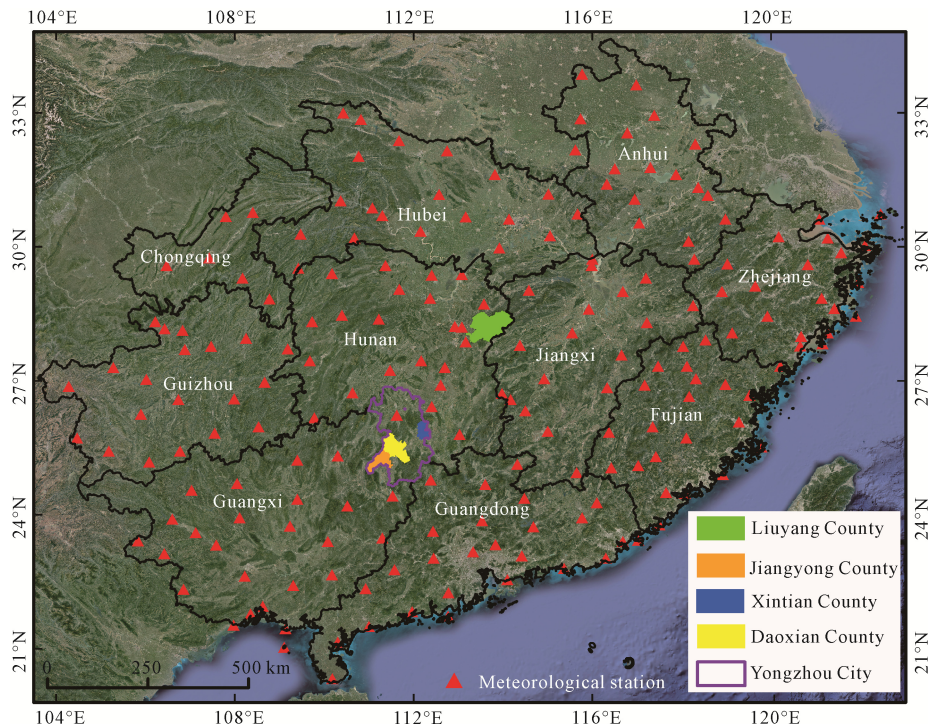 104°E 108°E 112°E 116°E 120°E
33°N 33°N
Anhui
Hubei
30°N 30°N
Chongqing
Zhejiang
Hunan
Jiangxi
27°N 27°N
Guizhou
Fujian
24°N 24°N
Guangxi
Guangdong
Liuyang County
Jiangyong County
Xintian County
Daoxian County
Yongzhou City
21°N 21°N
0 250 500 km
Meteorological station
104°E 108°E 112°E 116°E 120°E